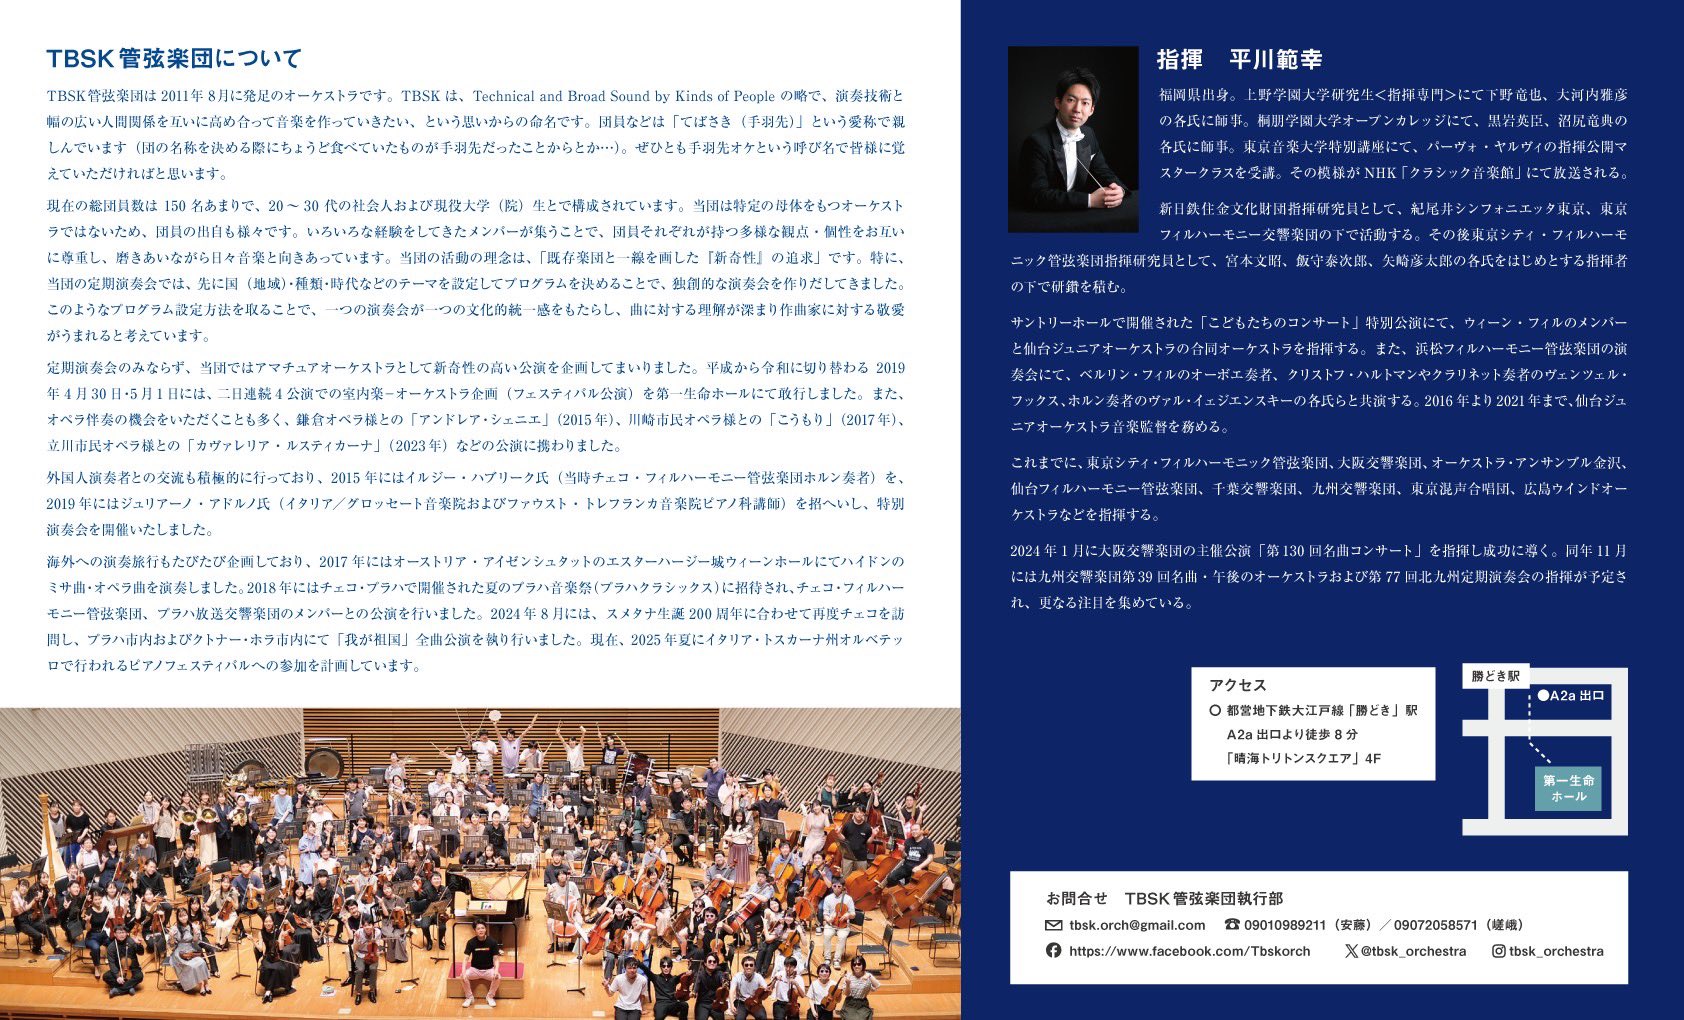 TBSK管弦楽団について
TBSK管弦楽団は2011年8月に発足のオーケストラです。TBSKは、Technical and Broad Sound by Kinds of People の略で、演奏技術と
幅の広い人間関係を互いに高め合って音楽を作っていきたい、という思いからの命名です。団員などは「てばさき（手羽先）」という愛称で親
しんでいます（団の名称を決める際にちょうど食べていたものが手羽先だったことからとか…）。ぜひとも手羽先オケという呼び名で皆様に覚
えていただければと思います。
現在の総団員数は 150 名あまりで、20 〜 30 代の社会人および現役大学（院）生とで構成されています。当団は特定の母体をもつオーケスト
ラではないため、団員の出自も様々です。いろいろな経験をしてきたメンバーが集うことで、団員それぞれが持つ多様な観点・個性をお互い
に尊重し、磨きあいながら日々音楽と向きあっています。当団の活動の理念は、「既存楽団と一線を画した『新奇性』の追求」です。特に、
当団の定期演奏会では、先に国（地域）・種類・時代などのテーマを設定してプログラムを決めることで、独創的な演奏会を作りだしてきました。
このようなプログラム設定方法を取ることで、一つの演奏会が一つの文化的統一感をもたらし、曲に対する理解が深まり作曲家に対する敬愛
がうまれると考えています。
定期演奏会のみならず、当団ではアマチュアオーケストラとして新奇性の高い公演を企画してまいりました。平成から令和に切り替わる 2019
年4月30日・5月1日には、二日連続4公演での室内楽−オーケストラ企画（フェスティバル公演）を第一生命ホールにて敢行しました。また、
オペラ伴奏の機会をいただくことも多く、鎌倉オペラ様との「アンドレア・シェニエ」（2015年）、川崎市民オペラ様との「こうもり」（2017年）、
立川市民オペラ様との「カヴァレリア・ルスティカーナ」（2023年）などの公演に携わりました。
外国人演奏者との交流も積極的に行っており、2015年にはイルジー・ハブリーク氏（当時チェコ・フィルハーモニー管弦楽団ホルン奏者）を、
2019年にはジュリアーノ・アドルノ氏（イタリア／グロッセート音楽院およびファウスト・トレフランカ音楽院ピアノ科講師）を招へいし、特別
演奏会を開催いたしました。
海外への演奏旅行もたびたび企画しており、2017年にはオーストリア・アイゼンシュタットのエスターハージー城ウィーンホールにてハイドンの
ミサ曲・オペラ曲を演奏しました。2018年にはチェコ・プラハで開催された夏のプラハ音楽祭（プラハクラシックス）に招待され、チェコ・フィルハー
モニー管弦楽団、プラハ放送交響楽団のメンバーとの公演を行いました。2024年8月には、スメタナ生誕200周年に合わせて再度チェコを訪
問し、プラハ市内およびクトナー・ホラ市内にて「我が祖国」全曲公演を執り行いました。現在、2025年夏にイタリア・トスカーナ州オルベテッ
ロで行われるピアノフェスティバルへの参加を計画しています。
指揮　平川範幸
福岡県出身。上野学園大学研究生＜指揮専門＞にて下野竜也、大河内雅彦
の各氏に師事。桐朋学園大学オープンカレッジにて、黒岩英臣、沼尻竜典の
各氏に師事。東京音楽大学特別講座にて、パーヴォ・ヤルヴィの指揮公開マ
スタークラスを受講。その模様がNHK「クラシック音楽館」にて放送される。
新日鉄住金文化財団指揮研究員として、紀尾井シンフォニエッタ東京、東京
フィルハーモニー交響楽団の下で活動する。その後東京シティ・フィルハーモ
ニック管弦楽団指揮研究員として、宮本文昭、飯守泰次郎、矢崎彦太郎の各氏をはじめとする指揮者
の下で研鑽を積む。
サントリーホールで開催された「こどもたちのコンサート」特別公演にて、ウィーン・フィルのメンバー
と仙台ジュニアオーケストラの合同オーケストラを指揮する。また、浜松フィルハーモニー管弦楽団の演
奏会にて、ベルリン・フィルのオーボエ奏者、クリストフ・ハルトマンやクラリネット奏者のヴェンツェル・
フックス、ホルン奏者のヴァル・イェジエンスキーの各氏らと共演する。2016年より2021年まで、仙台ジュ
ニアオーケストラ音楽監督を務める。
これまでに、東京シティ・フィルハーモニック管弦楽団、大阪交響楽団、オーケストラ・アンサンブル金沢、
仙台フィルハーモニー管弦楽団、千葉交響楽団、九州交響楽団、東京混声合唱団、広島ウインドオー
ケストラなどを指揮する。
2024年1月に大阪交響楽団の主催公演「第130回名曲コンサート」を指揮し成功に導く。同年11月
には九州交響楽団第39回名曲・午後のオーケストラおよび第77回北九州定期演奏会の指揮が予定さ
れ、更なる注目を集めている。
アクセス
○ 都営地下鉄大江戸線「勝どき」駅
A2a 出口より徒歩 8 分
「晴海トリトンスクエア」4F
勝どき駅
●A2a 出口
第一生命
ホール
お問合せ　TBSK管弦楽団執行部
tbsk.orch@gmail.com　09010989211（安藤）／09072058571（嵯峨）
https://www.facebook.com/Tbskorch　@tbsk_orchestra　tbsk_orchestra